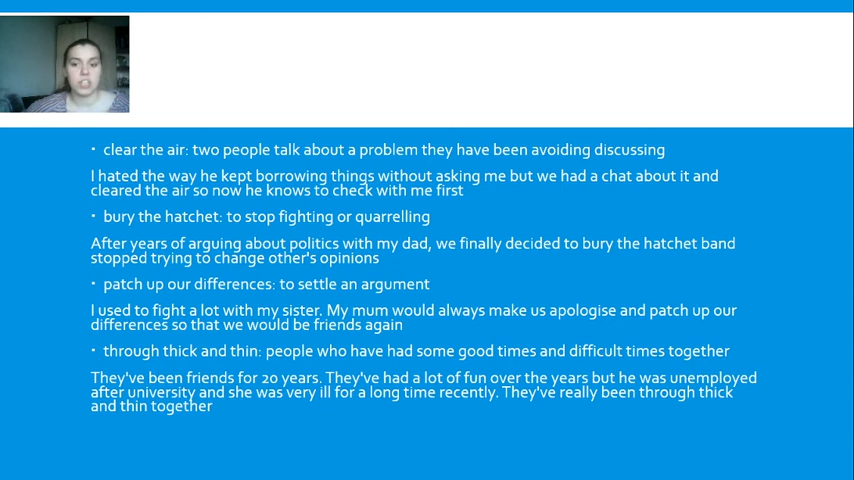 • clear the air: two people talk about a problem they have been avoiding discussing
I hated the way he kept borrowing things without asking me but we had a chat about it and
cleared the air so now he knows to check with me first
• bury the hatchet: to stop fighting or quarrelling
After years of arguing about politics with my dad, we finally decided to bury the hatchet band
stopped trying to change other's opinions
• patch up our differences: to settle an argument
I used to fight a lot with my sister. My mum would always make us apologise and patch up our
differences so that we would be friends again
• through thick and thin: people who have had some good times and difficult times together
They've been friends for 20 years. They've had a lot of fun over the years but he was unemployed
after university and she was very ill for a long time recently. They've really been through thick
and thin together